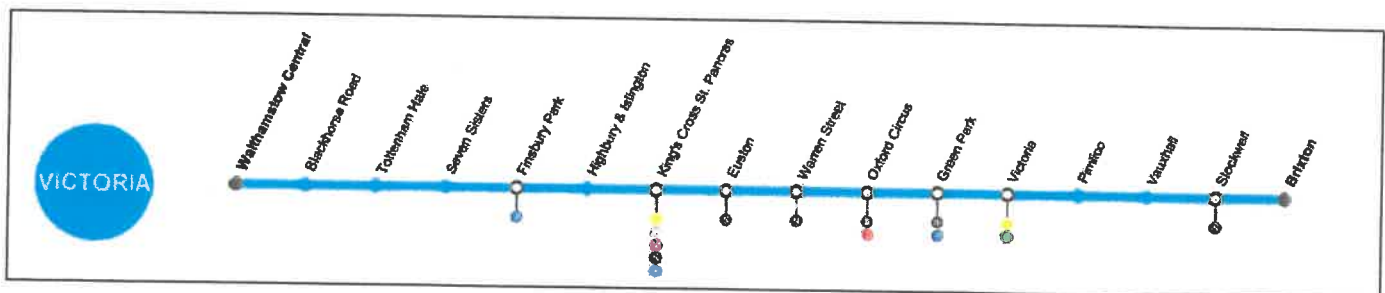 VICTORIA
Walthamstow Central
Blackhorse Road
Tottenham Hale
Seven Sisters
Finsbury Park
Highbury & Islington
King's Cross St. Pancras
Euston
Warren Street
Oxford Circus
Green Park
Victoria
Pimlico
Vauxhall
Stockwell
Brixton